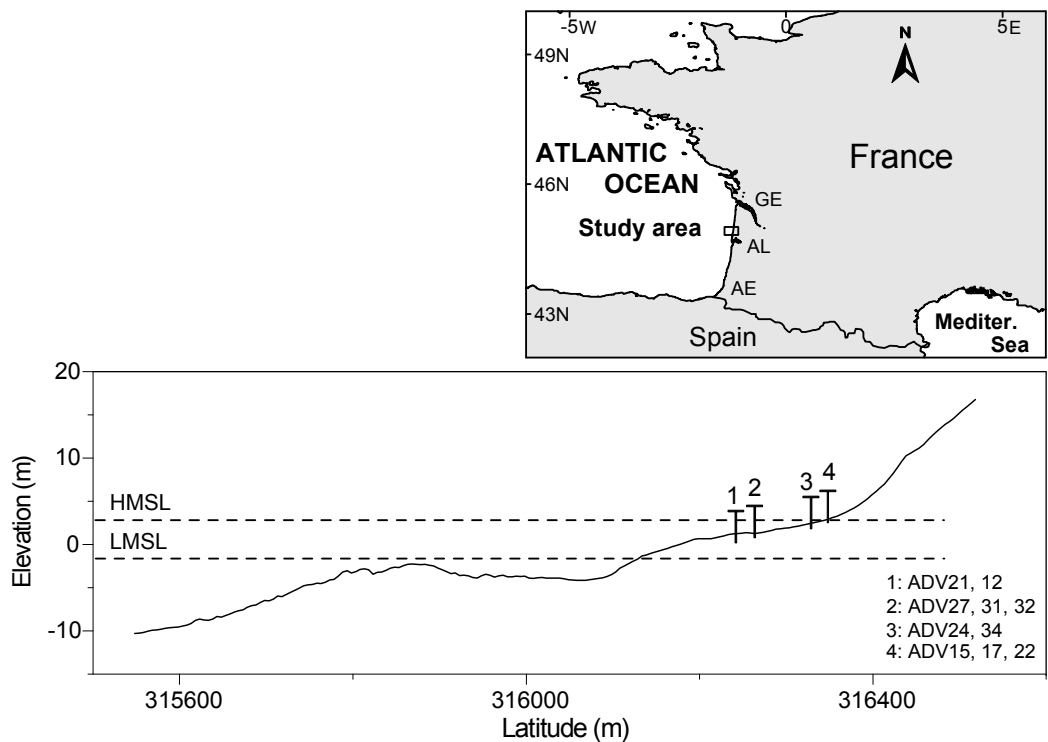 -5W 0 5E
49N
N
ATLANTIC
OCEAN
France
46N
GE
Study area
AL
AE
43N
Spain
Mediter.
Sea
20
10
0
-10
Elevation (m)
HMSL
LMSL
1 2 3 4
1: ADV21, 12
2: ADV27, 31, 32
3: ADV24, 34
4: ADV15, 17, 22
315600 316000 316400
Latitude (m)